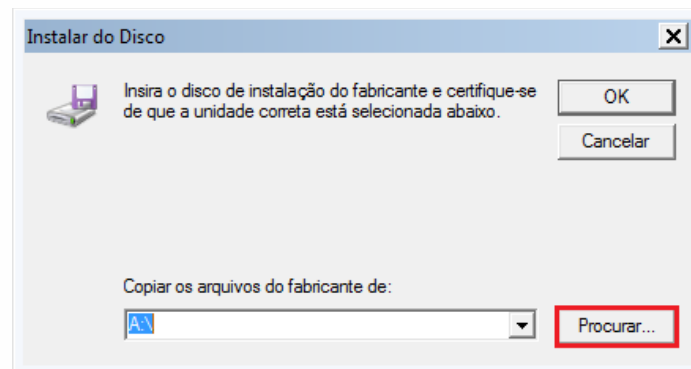 Instalar do Disco
Insira o disco de instalação do fabricante e certifique-se
de que a unidade correta está selecionada abaixo.
OK
Cancelar
Copiar os arquivos do fabricante de:
A:\
Procurar...